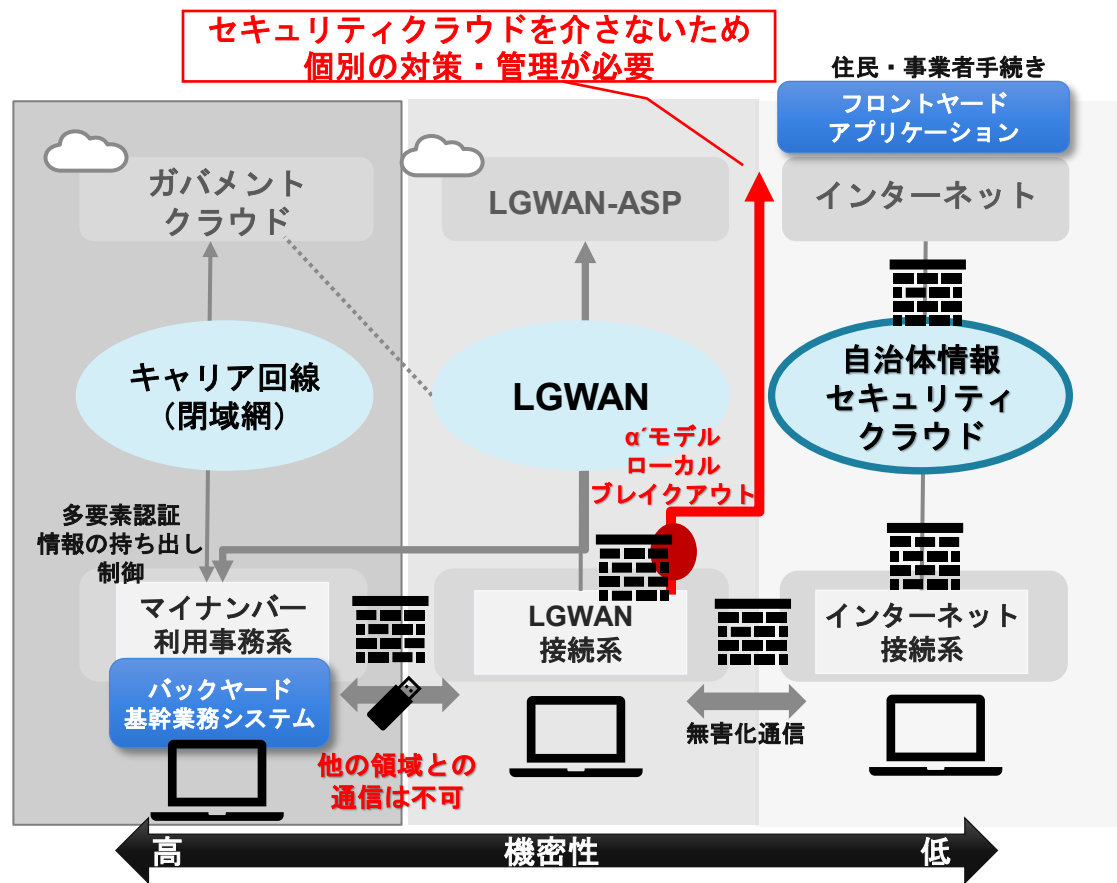 セキュリティクラウドを介さないため
個別の対策・管理が必要
住民・事業者手続き
フロントヤード
アプリケーション
ガバメント
クラウド
LGWAN-ASP
インターネット
キャリア回線
（閉域網）
LGWAN
自治体情報
セキュリティ
クラウド
α´モデル
ローカル
ブレイクアウト
多要素認証
情報の持ち出し
制御
マイナンバー
利用事務系
LGWAN
接続系
インターネット
接続系
バックヤード
基幹業務システム
無害化通信
他の領域との
通信は不可
高
機密性
低